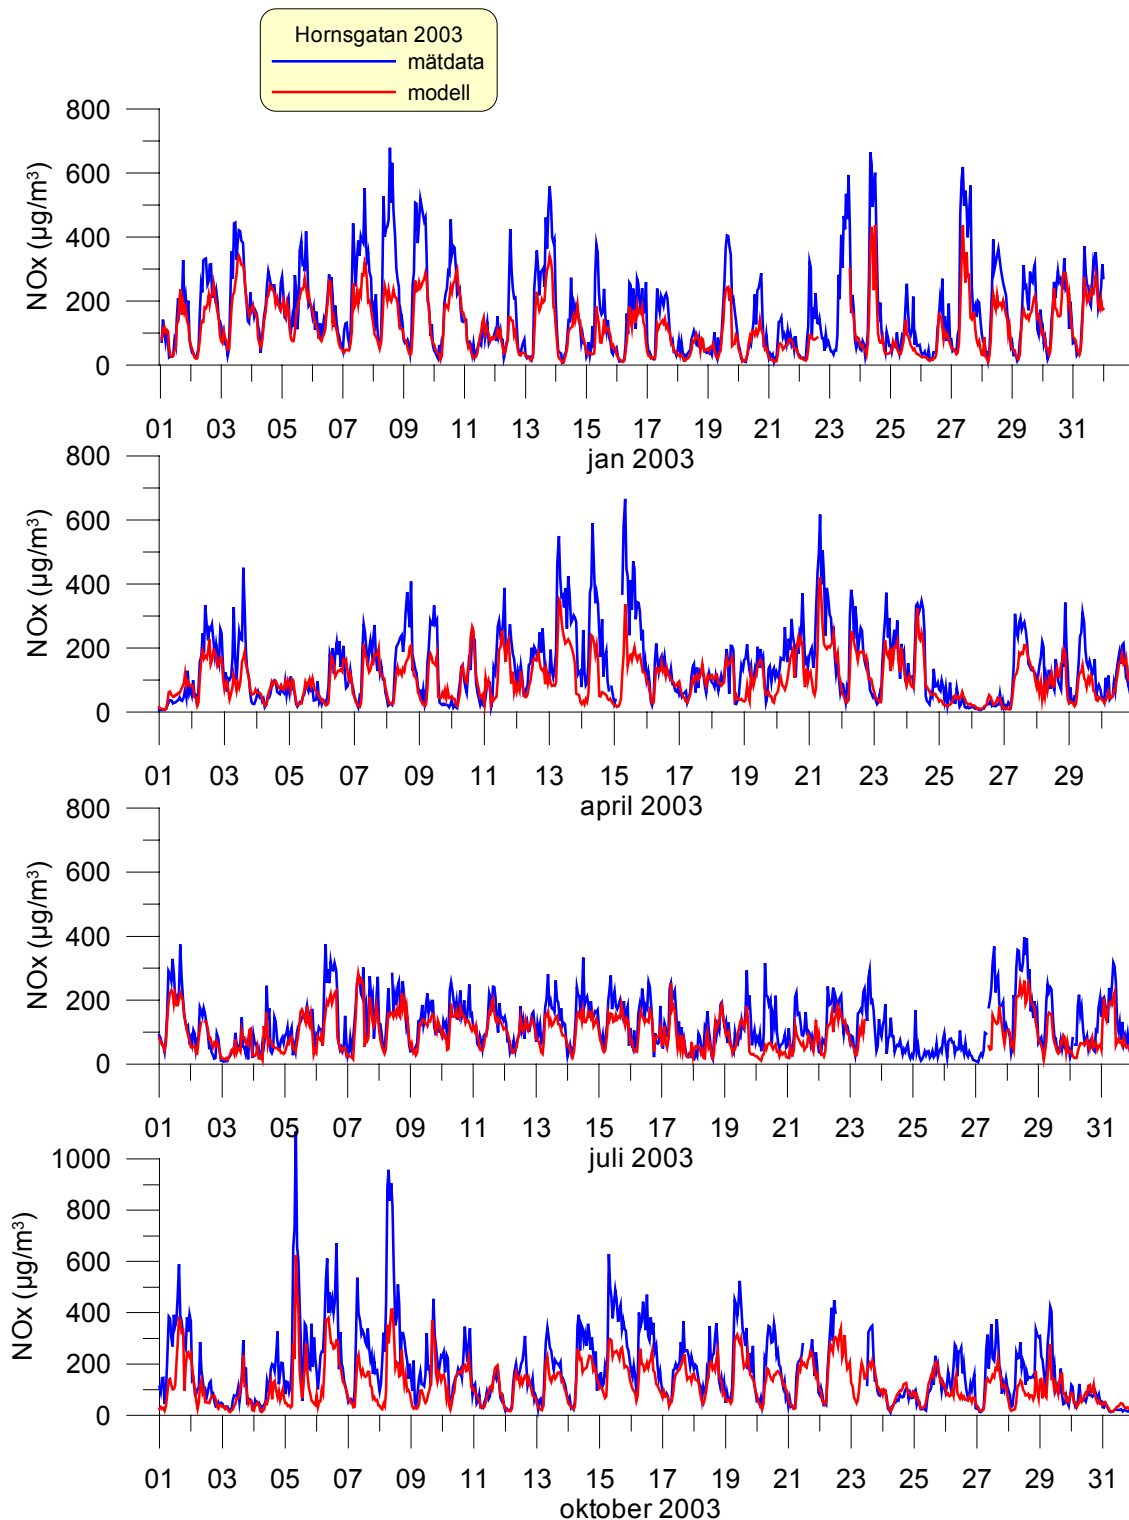 Hornsgatan 2003
mätdata
modell
800
600
400
200
0
NOx (µg/m³)
01 03 05 07 09 11 13 15 17 19 21 23 25 27 29 31
jan 2003
800
600
400
200
0
NOx (µg/m³)
01 03 05 07 09 11 13 15 17 19 21 23 25 27 29
april 2003
800
600
400
200
0
NOx (µg/m³)
01 03 05 07 09 11 13 15 17 19 21 23 25 27 29 31
juli 2003
1000
800
600
400
200
0
NOx (µg/m³)
01 03 05 07 09 11 13 15 17 19 21 23 25 27 29 31
oktober 2003